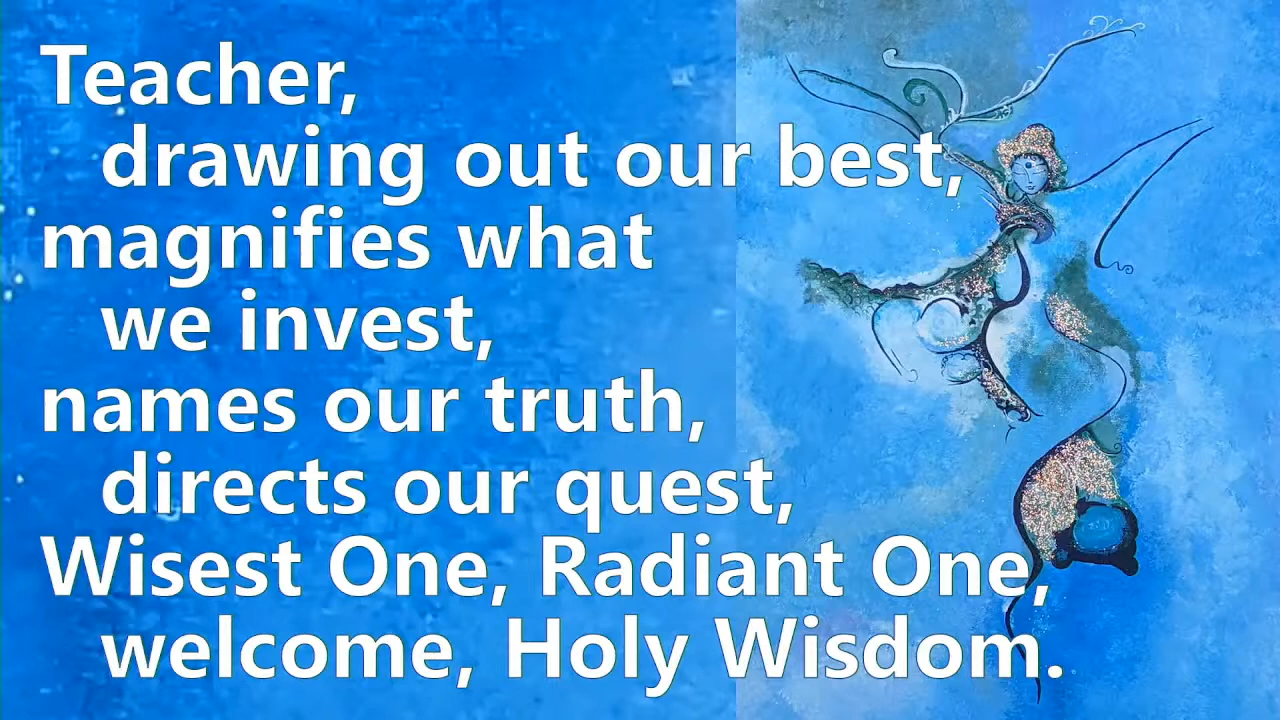 Teacher,
drawing out our best,
magnifies what
we invest,
names our truth,
directs our quest,
Wisest One, Radiant One,
welcome, Holy Wisdom.